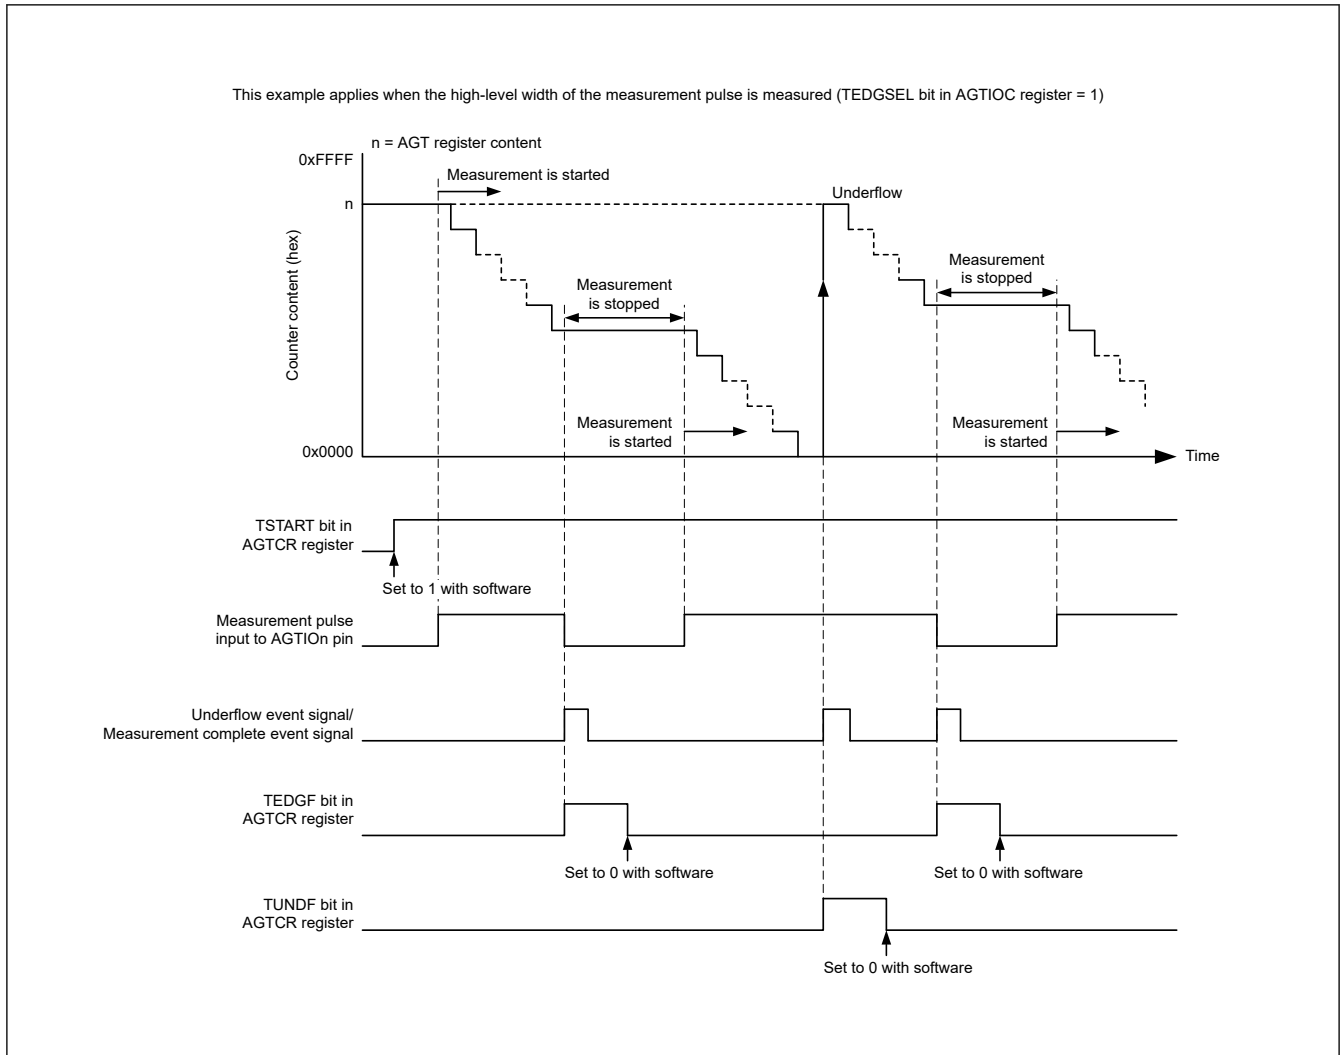 This example applies when the high-level width of the measurement pulse is measured (TEDGSEL bit in AGTIOC register = 1)
n = AGT register content
0xFFFF
Measurement is started
n
Underflow
Counter content (hex)
Measurement
is stopped
Measurement
is stopped
Measurement
is started
Measurement
is started
0x0000
Time
TSTART bit in
AGTCR register
Set to 1 with software
Measurement pulse
input to AGTIOn pin
Underflow event signal/
Measurement complete event signal
TEDGF bit in
AGTCR register
Set to 0 with software
Set to 0 with software
TUNDF bit in
AGTCR register
Set to 0 with software